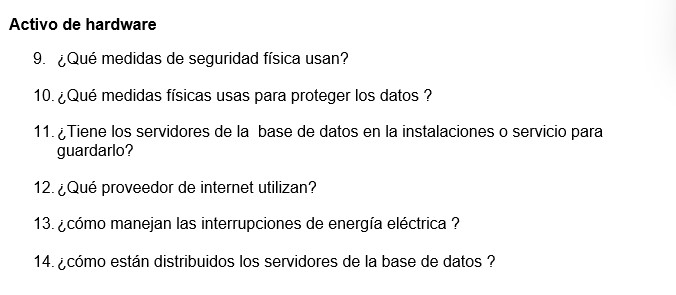 Activo de hardware
9. ¿Qué medidas de seguridad física usan?
10. ¿Qué medidas físicas usas para proteger los datos ?
11. ¿Tiene los servidores de la base de datos en la instalaciones o servicio para
guardarlo?
12. ¿Qué proveedor de internet utilizan?
13. ¿cómo manejan las interrupciones de energía eléctrica ?
14. ¿cómo están distribuidos los servidores de la base de datos ?